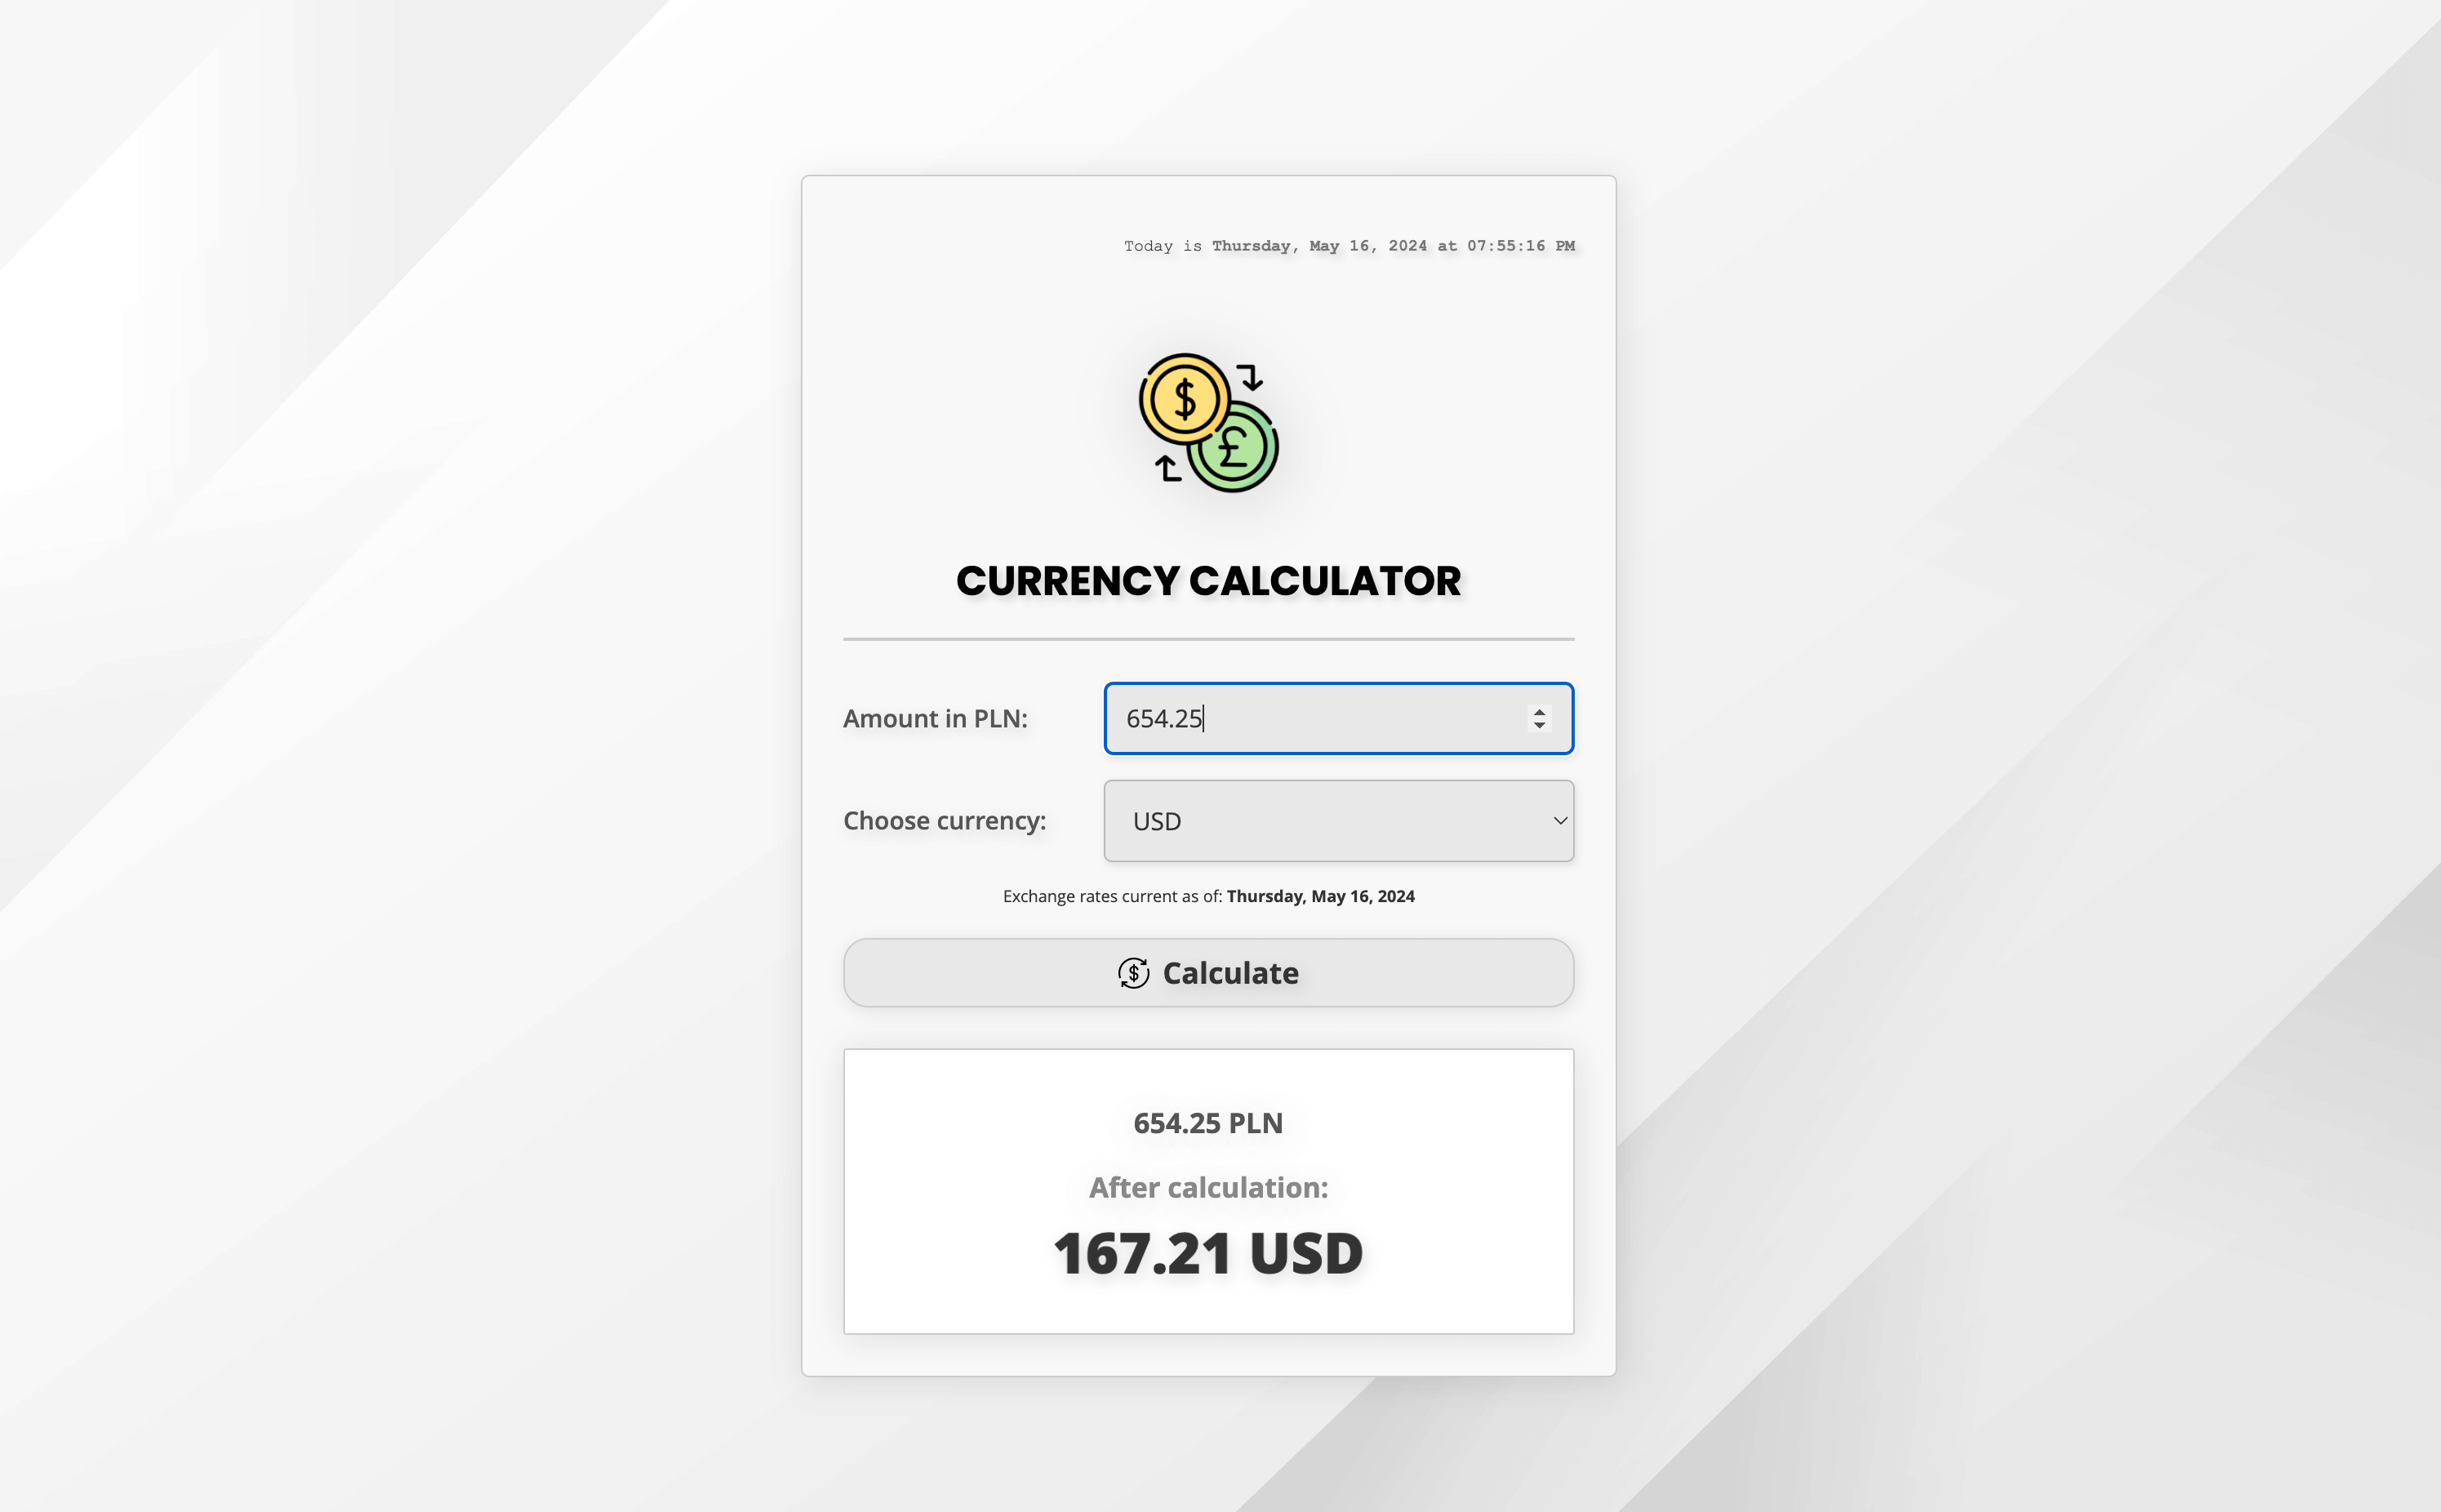 Today is Thursday, May 16, 2024 at 07:55:16 PM
$
£
CURRENCY CALCULATOR
Amount in PLN: 654.25
Choose currency: USD
Exchange rates current as of: Thursday, May 16, 2024
$ Calculate
654.25 PLN
After calculation:
167.21 USD